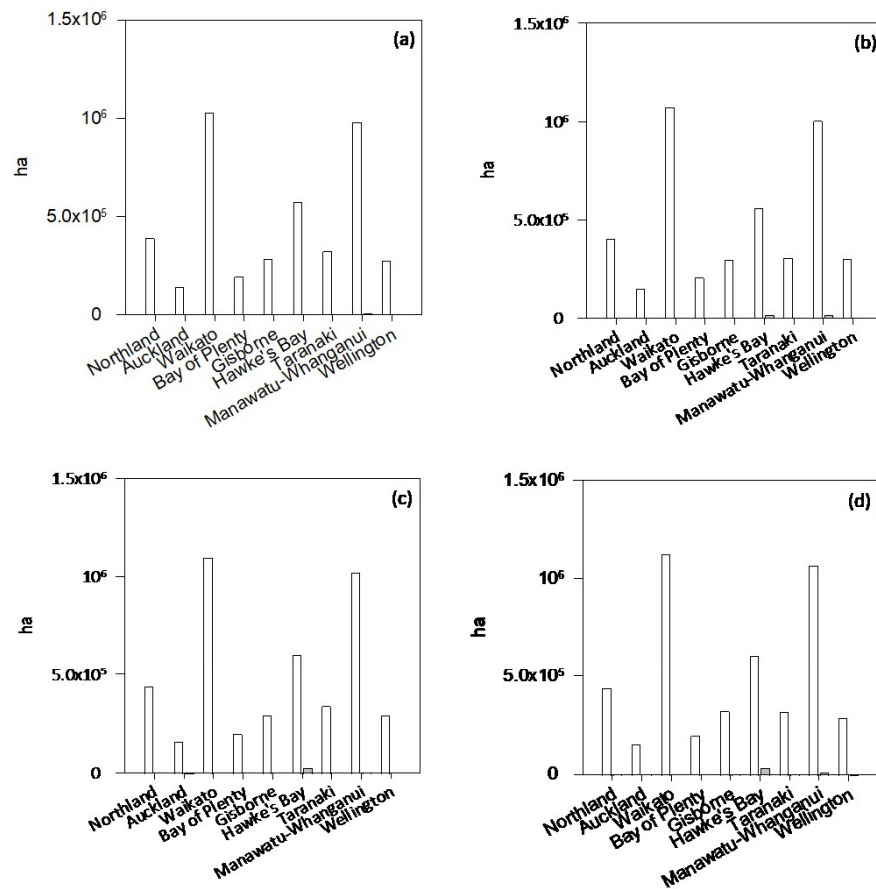 (a)
1.5x10⁶
10⁶
5.0x10⁵
0
ha
Northland
Auckland
Waikato
Bay of Plenty
Gisborne
Hawke's Bay
Taranaki
Manawatu-Whanganui
Wellington
(b)
1.5x10⁶
10⁶
5.0x10⁵
0
ha
Northland
Auckland
Waikato
Bay of Plenty
Gisborne
Hawke's Bay
Taranaki
Manawatu-Whanganui
Wellington
(c)
1.5x10⁶
10⁶
5.0x10⁵
0
ha
Northland
Auckland
Waikato
Bay of Plenty
Gisborne
Hawke's Bay
Taranaki
Manawatu-Whanganui
Wellington
(d)
1.5x10⁶
10⁶
5.0x10⁵
0
ha
Northland
Auckland
Waikato
Bay of Plenty
Gisborne
Hawke's Bay
Taranaki
Manawatu-Whanganui
Wellington